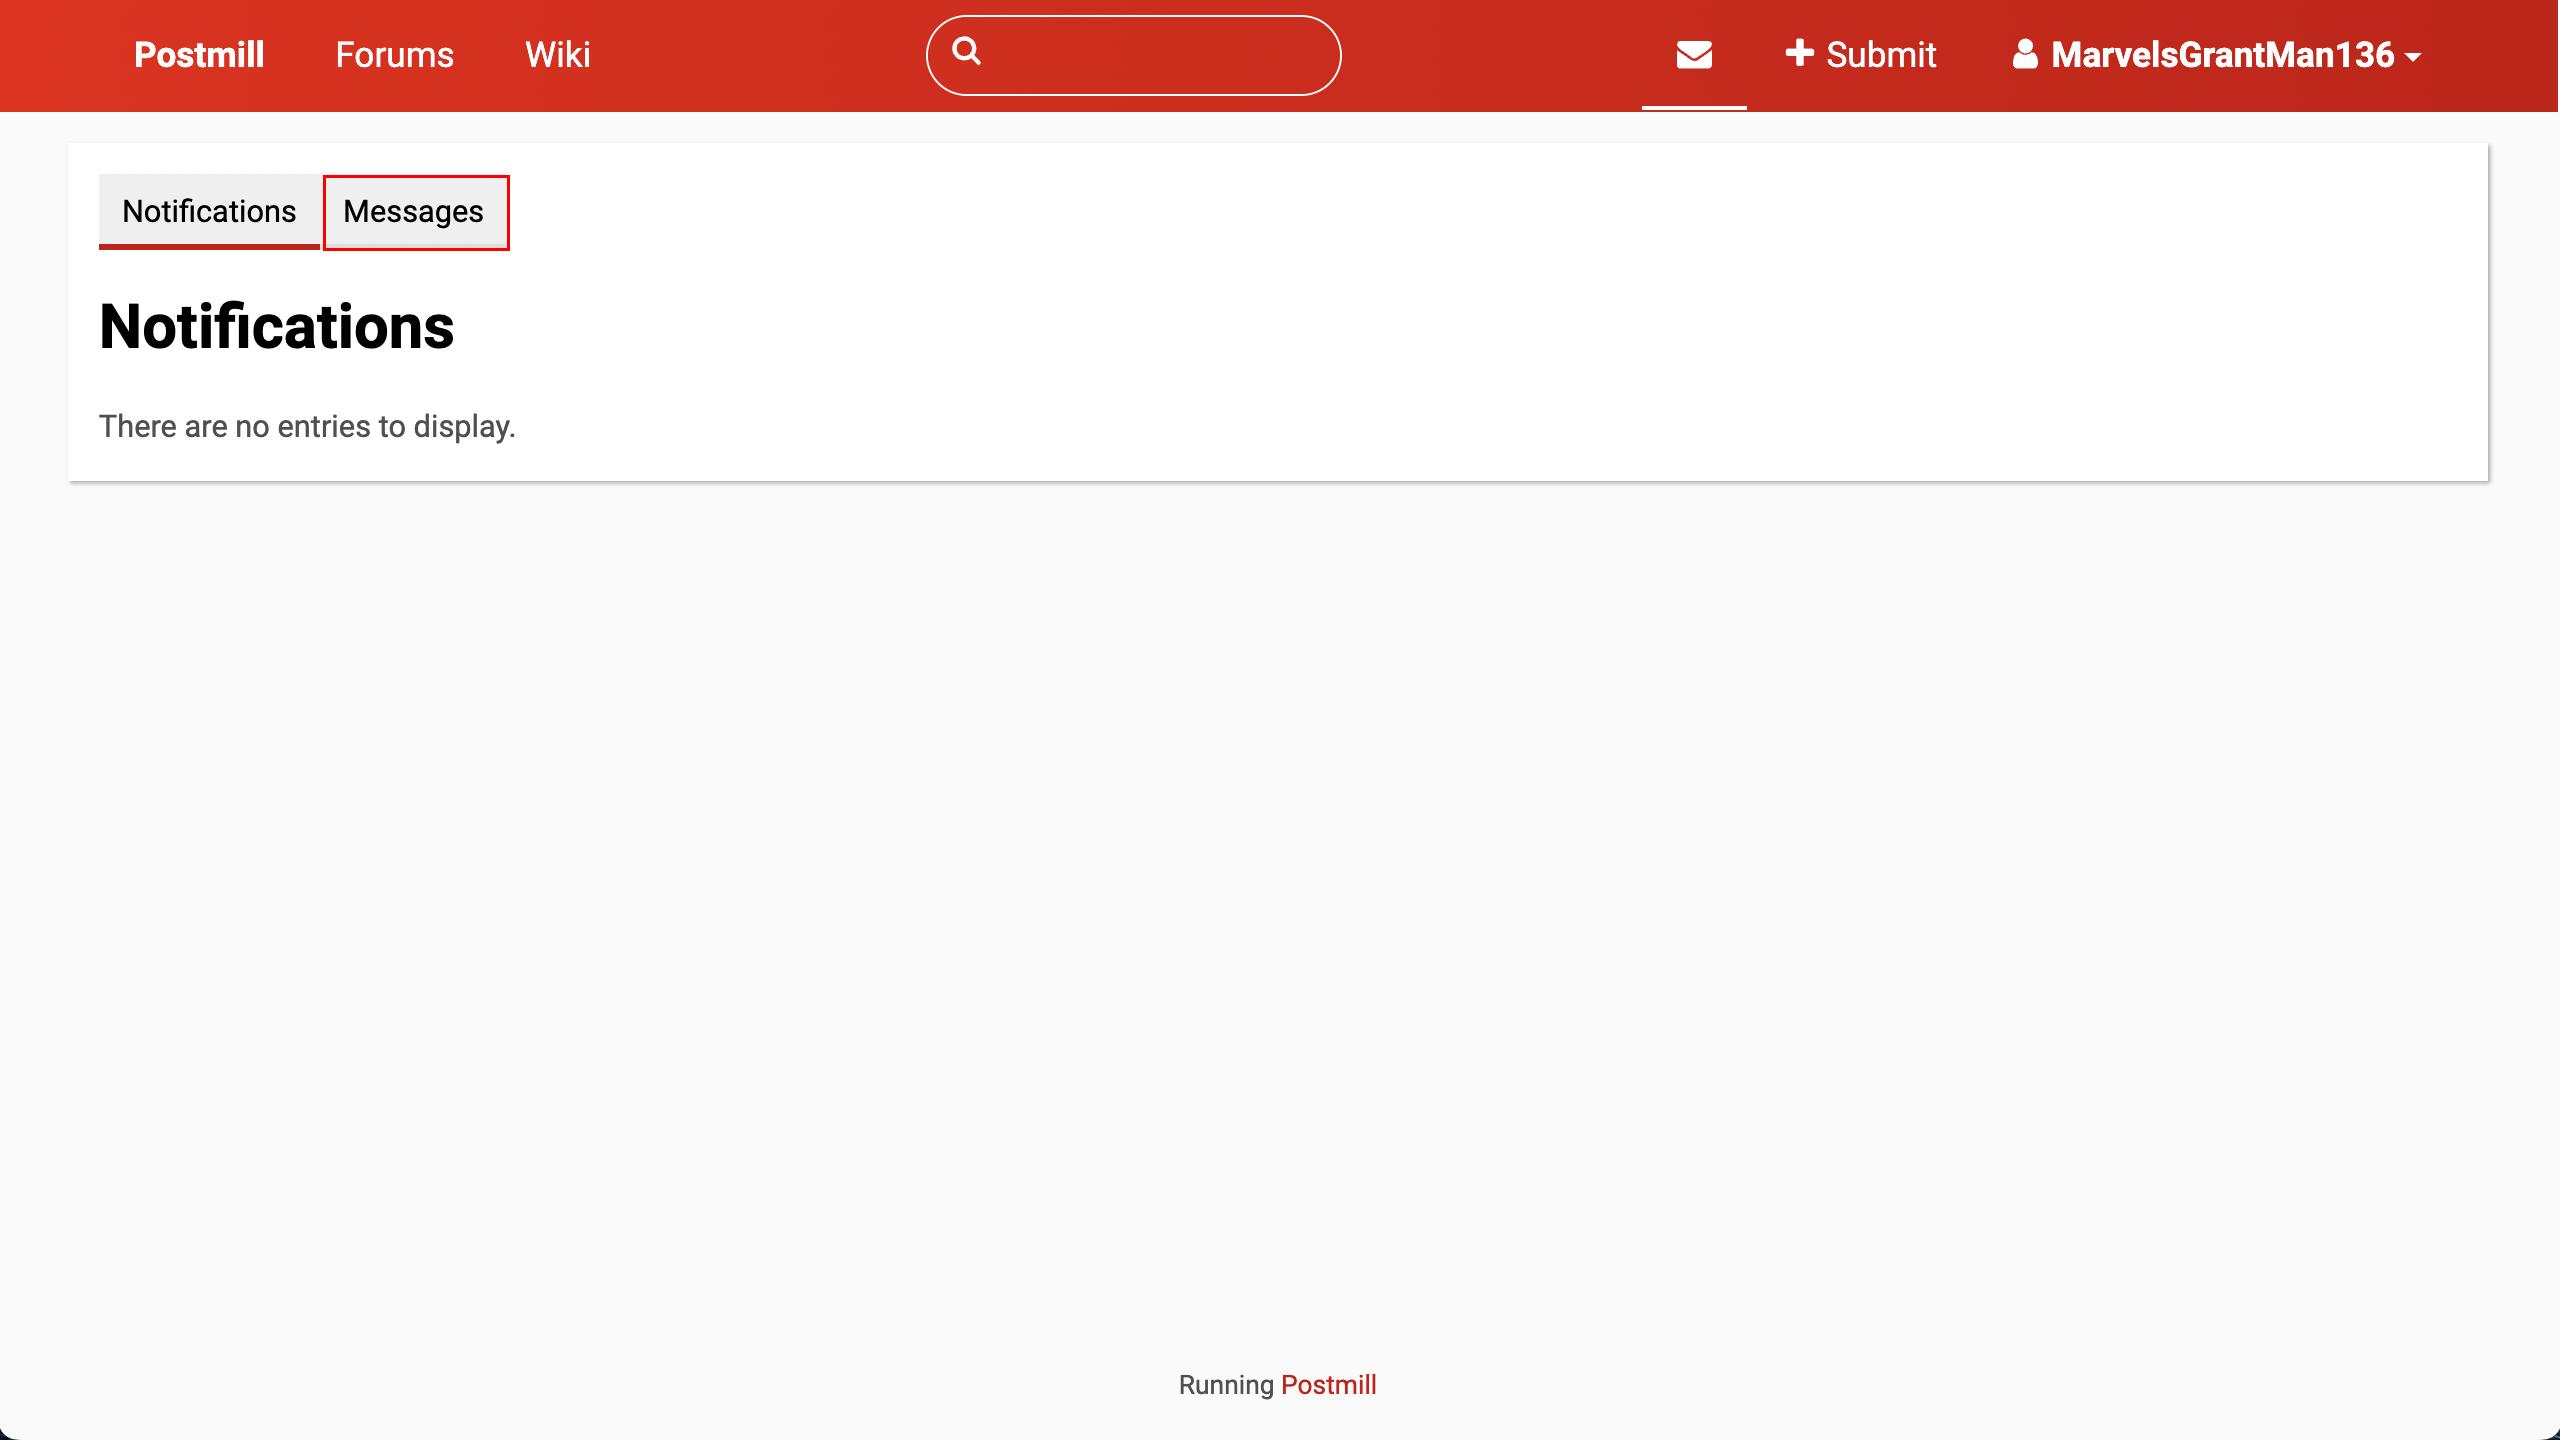 Postmill Forums Wiki Submit MarvelsGrantMan136
Notifications Messages
Notifications
There are no entries to display.
Running Postmill